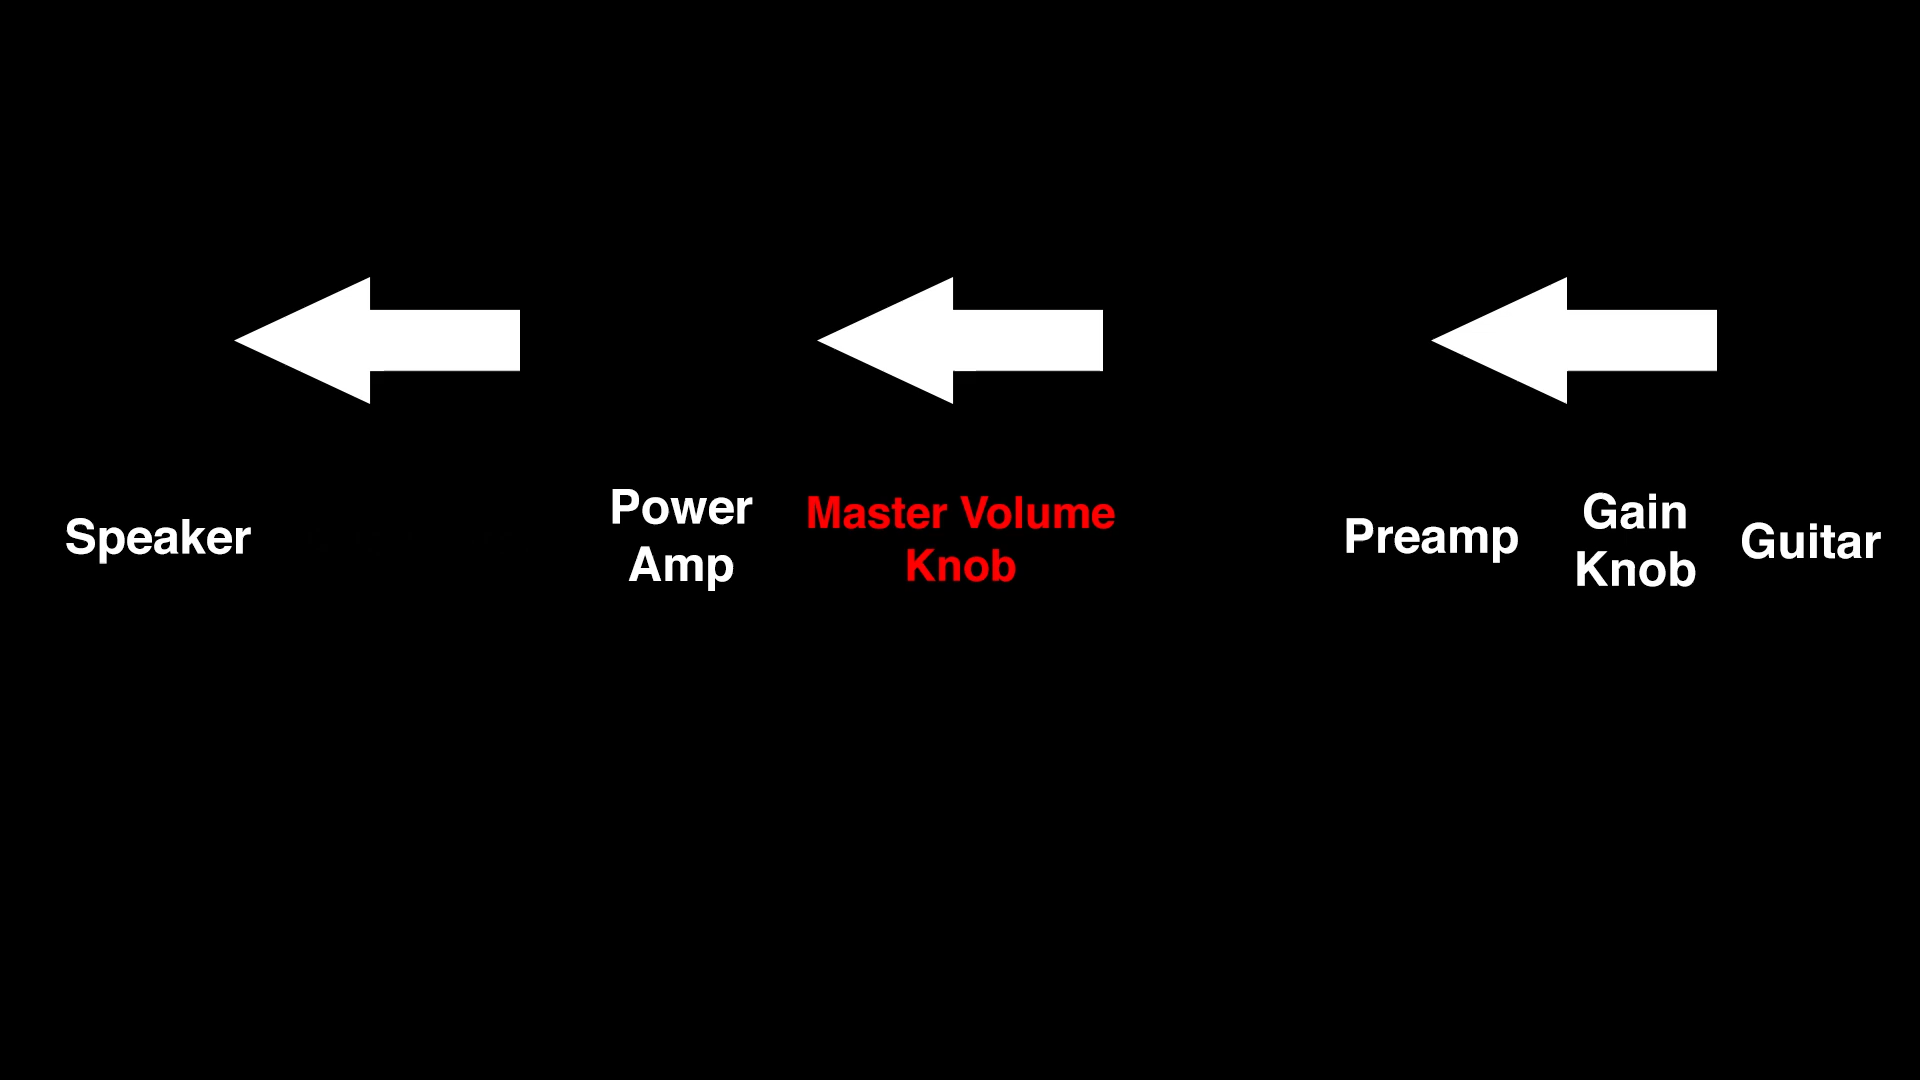 Speaker
Power
Amp
Master Volume
Knob
Preamp
Gain
Knob
Guitar